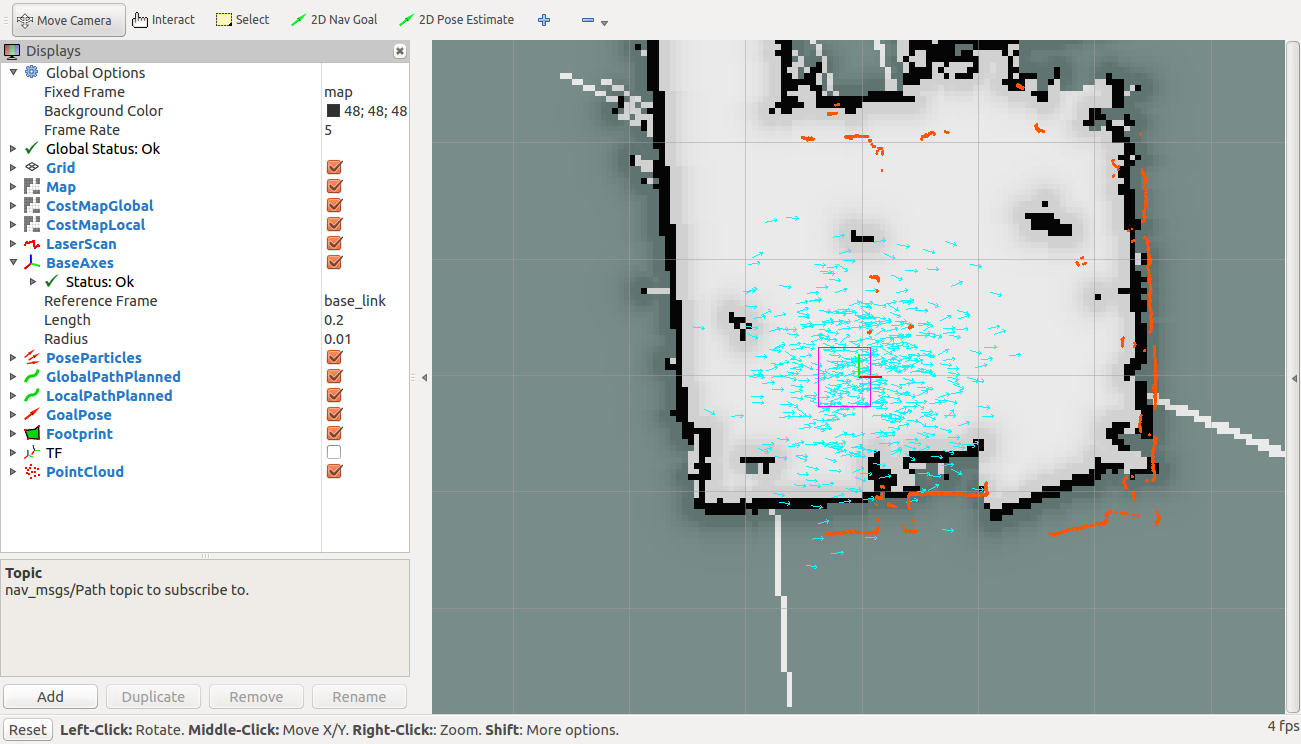 Move Camera Interact Select 2D Nav Goal 2D Pose Estimate
Displays
Global Options
Fixed Frame map
Background Color 48; 48; 48
Frame Rate 5
Global Status: Ok
Grid
Map
CostMapGlobal
CostMapLocal
LaserScan
BaseAxes
Status: Ok
Reference Frame base_link
Length 0.2
Radius 0.01
PoseParticles
GlobalPathPlanned
LocalPathPlanned
GoalPose
Footprint
TF
PointCloud
Topic
nav_msgs/Path topic to subscribe to.
Add Duplicate Remove Rename
Reset Left-Click: Rotate. Middle-Click: Move X/Y. Right-Click:: Zoom. Shift: More options. 4 fps